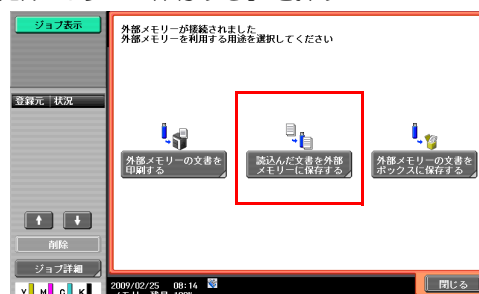 ジョブ表示
外部メモリーが接続されました
外部メモリーを利用する用途を選択してください
登録元 状況
外部メモリーの文書を
印刷する
読込んだ文書を外部
メモリーに保存する
外部メモリーの文書を
ボックスに保存する
削除
ジョブ詳細
2009/02/25 08:14
閉じる
Y M C K